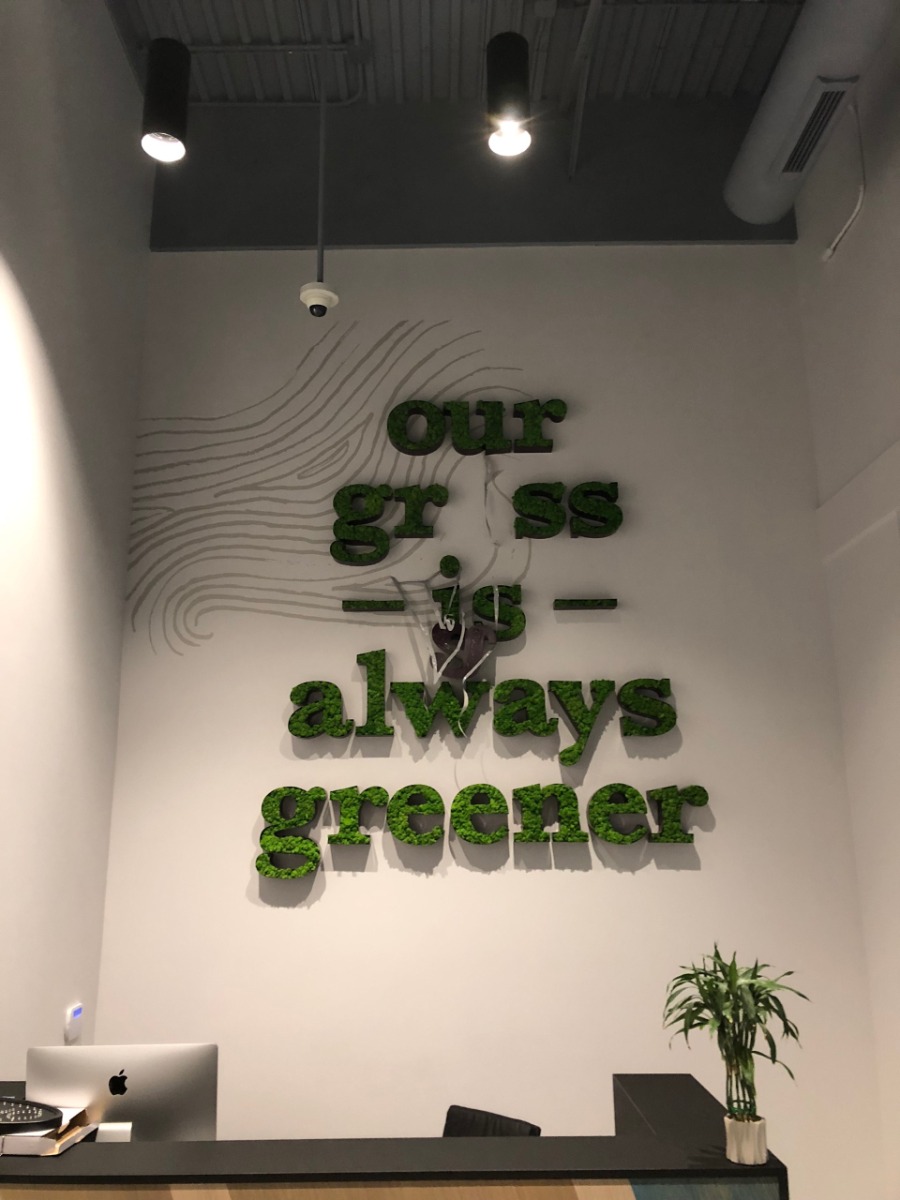 our
gr ss
– is –
always
greener